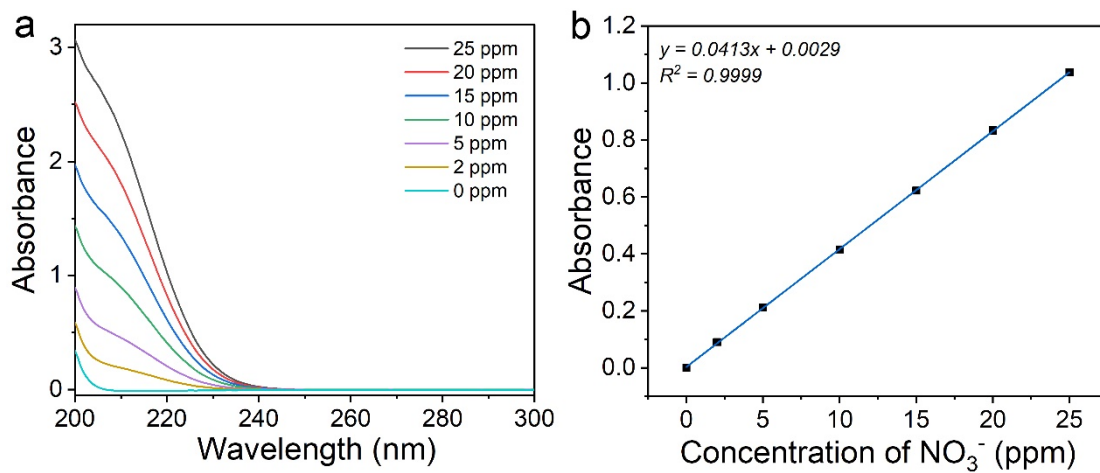 a
3
2
1
0
Absorbance
200
220
240
260
280
300
Wavelength (nm)
25 ppm
20 ppm
15 ppm
10 ppm
5 ppm
2 ppm
0 ppm
b
1.2
1.0
0.8
0.6
0.4
0.2
0.0
Absorbance
y = 0.0413x + 0.0029
R² = 0.9999
0
5
10
15
20
25
Concentration of NO₃⁻ (ppm)